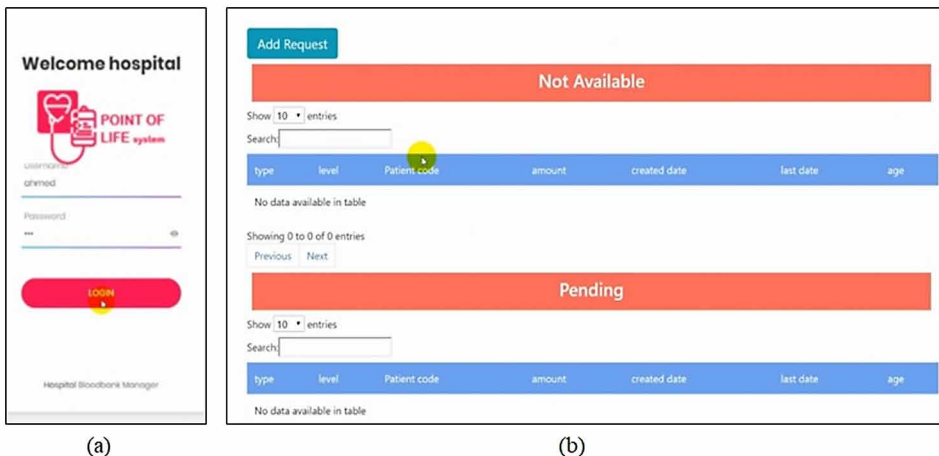 Welcome hospital
POINT OF
LIFE system
Username
ahmed
Password
LOGIN
Hospital Bloodbank Manager
(a)
Add Request
Not Available
Show 10 entries
Search:
type level Patient code amount created date last date age
No data available in table
Showing 0 to 0 of 0 entries
Previous Next
Pending
Show 10 entries
Search:
type level Patient code amount created date last date age
No data available in table
(b)